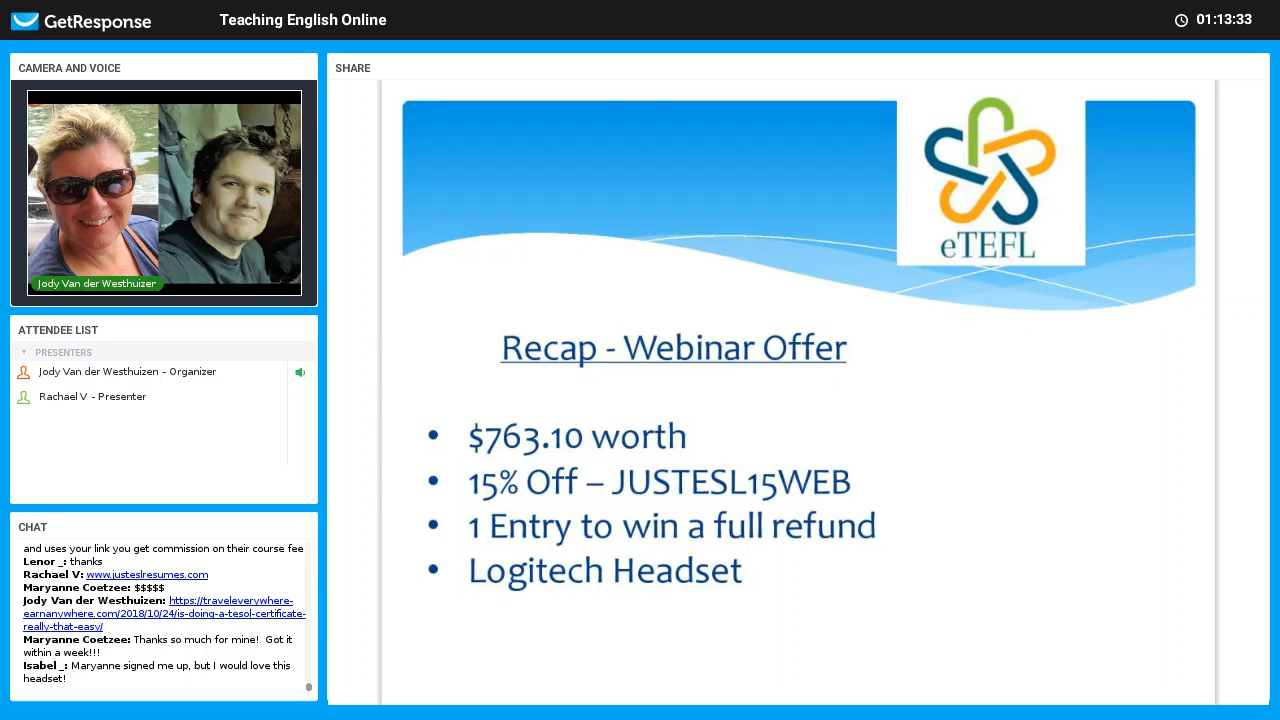 GetResponse
Teaching English Online
01:13:33
CAMERA AND VOICE
Jody Van der Westhuizen
ATTENDEE LIST
PRESENTERS
Jody Van der Westhuizen - Organizer
Rachael V - Presenter
CHAT
and uses your link you get commission on their course fee
Lenor _: thanks
Rachael V: www.justeslresumes.com
Maryanne Coetzee: $$$$$
Jody Van der Westhuizen: https://traveleverywhere-
earnanywhere.com/2018/10/24/is-doing-a-tesol-certificate-
really-that-easy/
Maryanne Coetzee: Thanks so much for mine! Got it
within a week!!!
Isabel _: Maryanne signed me up, but I would love this
headset!
SHARE
eTEFL
Recap - Webinar Offer
• $763.10 worth
• 15% Off – JUSTESL15WEB
• 1 Entry to win a full refund
• Logitech Headset